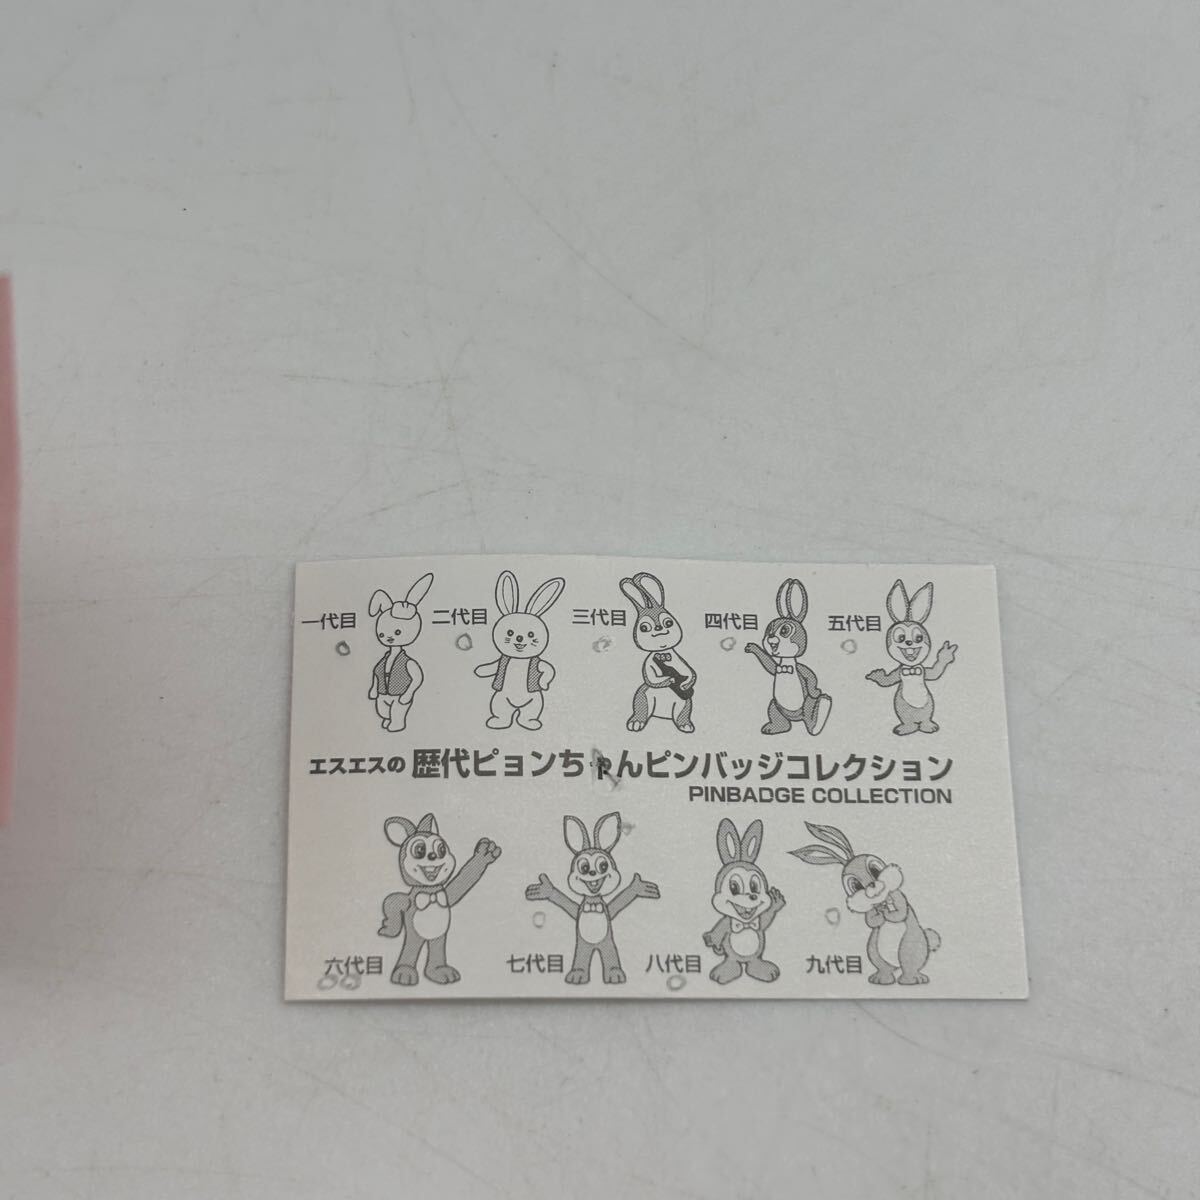 一代目 二代目 三代目 四代目 五代目
エスエスの 歴代ピョンちゃんピンバッジコレクション
PINBADGE COLLECTION
六代目 七代目 八代目 九代目